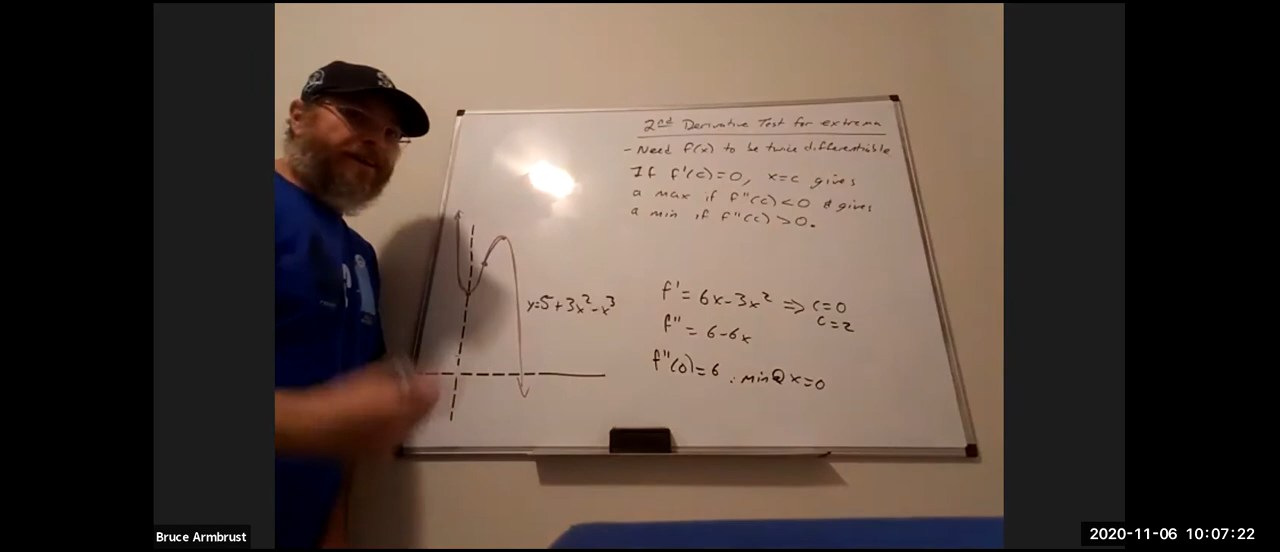 2nd Derivative Test for extrema
- Need f(x) to be twice differentiable
If f'(c)=0, x=c gives
a max if f"(c)<0 & gives
a min if f"(c)>0.
y=5+3x²-x³
f' = 6x-3x² => c=0
c=2
f" = 6-6x
f"(0)=6 . min@x=0
Bruce Armbrust
2020-11-06 10:07:22